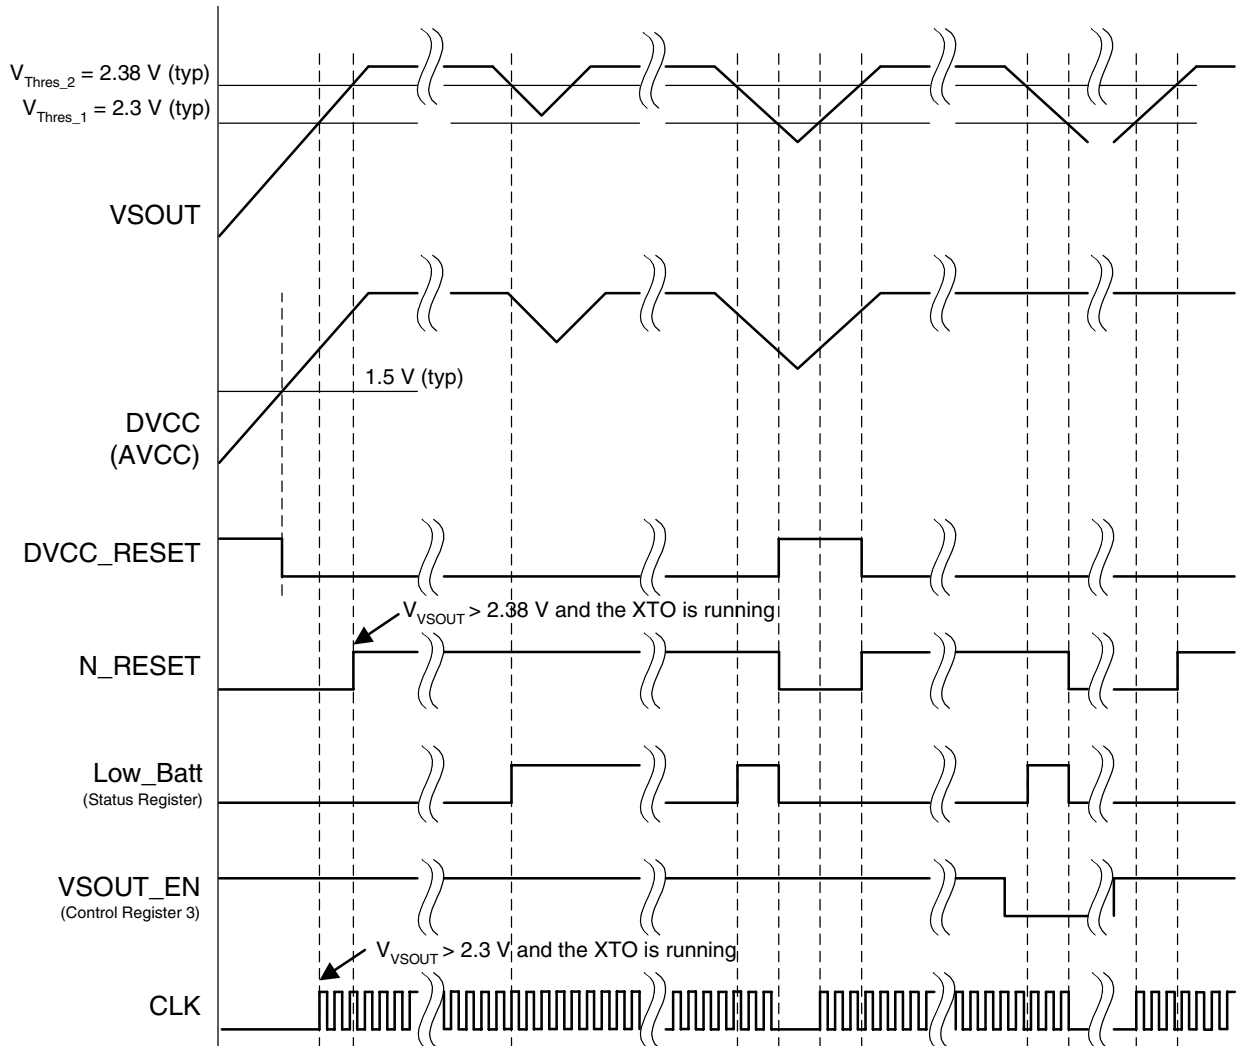 V_Thres_2 = 2.38 V (typ)
V_Thres_1 = 2.3 V (typ)
VSOUT
1.5 V (typ)
DVCC
(AVCC)
DVCC_RESET
V_VSOUT > 2.38 V and the XTO is running
N_RESET
Low_Batt
(Status Register)
VSOUT_EN
(Control Register 3)
V_VSOUT > 2.3 V and the XTO is running
CLK